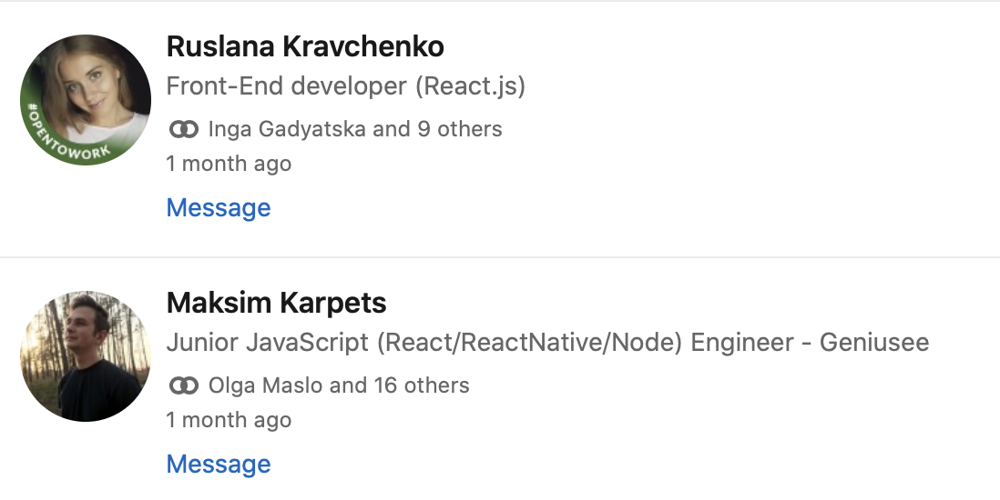 Ruslana Kravchenko
Front-End developer (React.js)
Inga Gadyatska and 9 others
1 month ago
#OPENTOWORK
Message
Maksim Karpets
Junior JavaScript (React/ReactNative/Node) Engineer - Geniusee
Olga Maslo and 16 others
1 month ago
Message